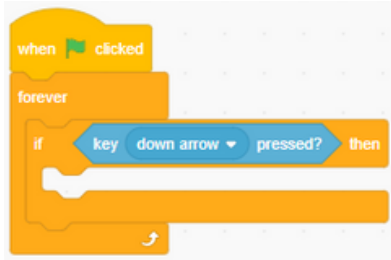 when clicked
forever
if key down arrow pressed? then